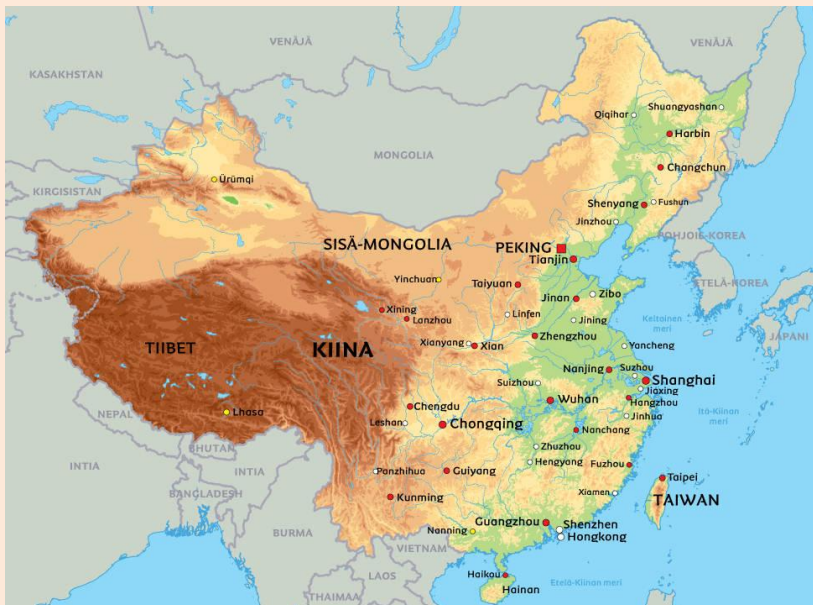 VENÄJÄ
VENÄJÄ
KASAKHSTAN
Shuangyashan
Qiqihar
Harbin
MONGOLIA
Changchun
Ürümqi
KIRGISISTAN
Shenyang
Fushun
Jinzhou
POHJOIS-KOREA
SISÄ-MONGOLIA
PEKING
Tianjin
Yinchuan
Taiyuan
ETELÄ-KOREA
Jinan
Zibo
Xining
Lanzhou
Linfen
Jining
Keltainen
meri
JAPANI
Zhengzhou
TIIBET
KIINA
Xianyang
Xian
Yancheng
Nanjing
Suzhou
Shanghai
Suizhou
Jiaxing
Hangzhou
Wuhan
NEPAL
Lhasa
Chengdu
Jinhua
Itä-Kiinan
meri
Leshan
Chongqing
Nanchang
BHUTAN
Zhuzhou
Hengyang
Fuzhou
INTIA
INTIA
Panzhihua
Guiyang
Taipei
BANGLADESH
Kunming
Xiamen
TAIWAN
BURMA
Nanning
Guangzhou
Shenzhen
Hongkong
VIETNAM
LAOS
Haikou
Hainan
Etelä-Kiinan meri
THAIMAA